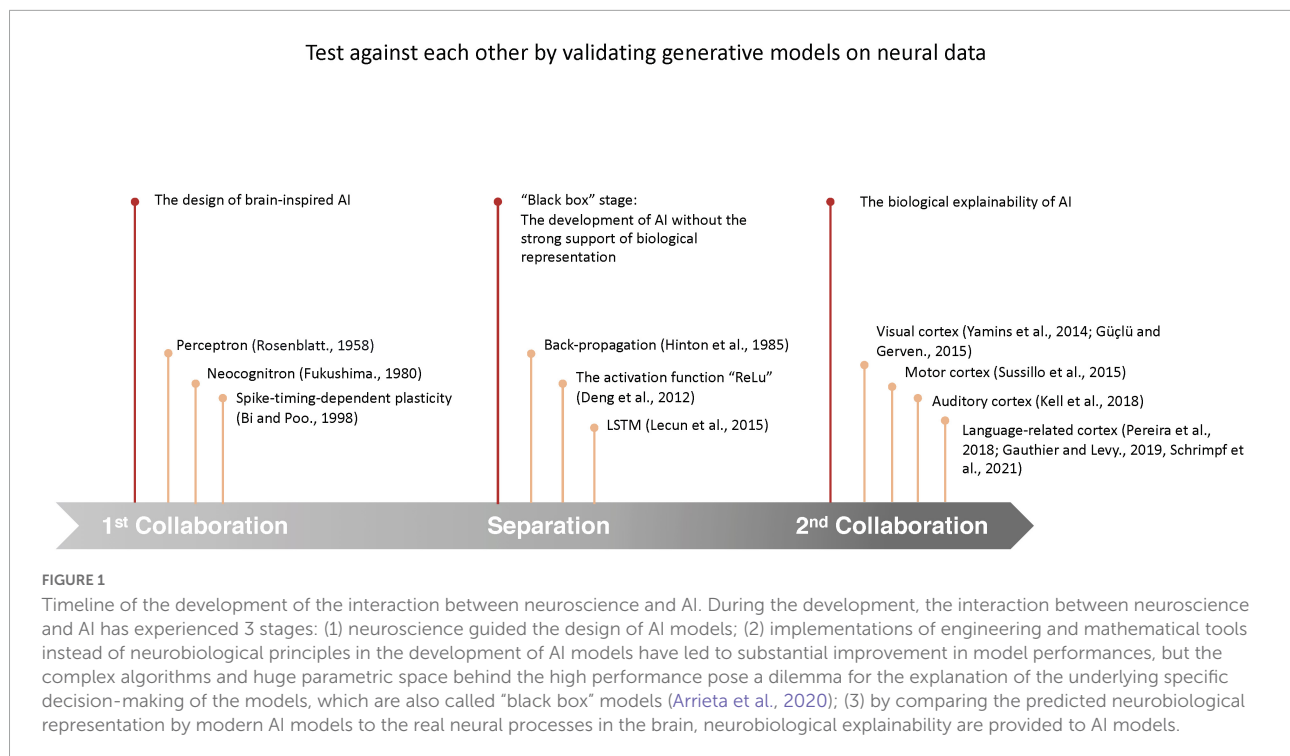 Test against each other by validating generative models on neural data
The design of brain-inspired AI
“Black box” stage:
The development of AI without the
strong support of biological
representation
The biological explainability of AI
Perceptron (Rosenblatt., 1958)
Neocognitron (Fukushima., 1980)
Spike-timing-dependent plasticity
(Bi and Poo., 1998)
Back-propagation (Hinton et al., 1985)
The activation function “ReLu”
(Deng et al., 2012)
LSTM (Lecun et al., 2015)
Visual cortex (Yamins et al., 2014; Güçlü and
Gerven., 2015)
Motor cortex (Sussillo et al., 2015)
Auditory cortex (Kell et al., 2018)
Language-related cortex (Pereira et al.,
2018; Gauthier and Levy., 2019, Schrimpf et
al., 2021)
1st Collaboration
Separation
2nd Collaboration
FIGURE 1
Timeline of the development of the interaction between neuroscience and AI. During the development, the interaction between neuroscience
and AI has experienced 3 stages: (1) neuroscience guided the design of AI models; (2) implementations of engineering and mathematical tools
instead of neurobiological principles in the development of AI models have led to substantial improvement in model performances, but the
complex algorithms and huge parametric space behind the high performance pose a dilemma for the explanation of the underlying specific
decision-making of the models, which are also called “black box” models (Arrieta et al., 2020); (3) by comparing the predicted neurobiological
representation by modern AI models to the real neural processes in the brain, neurobiological explainability are provided to AI models.